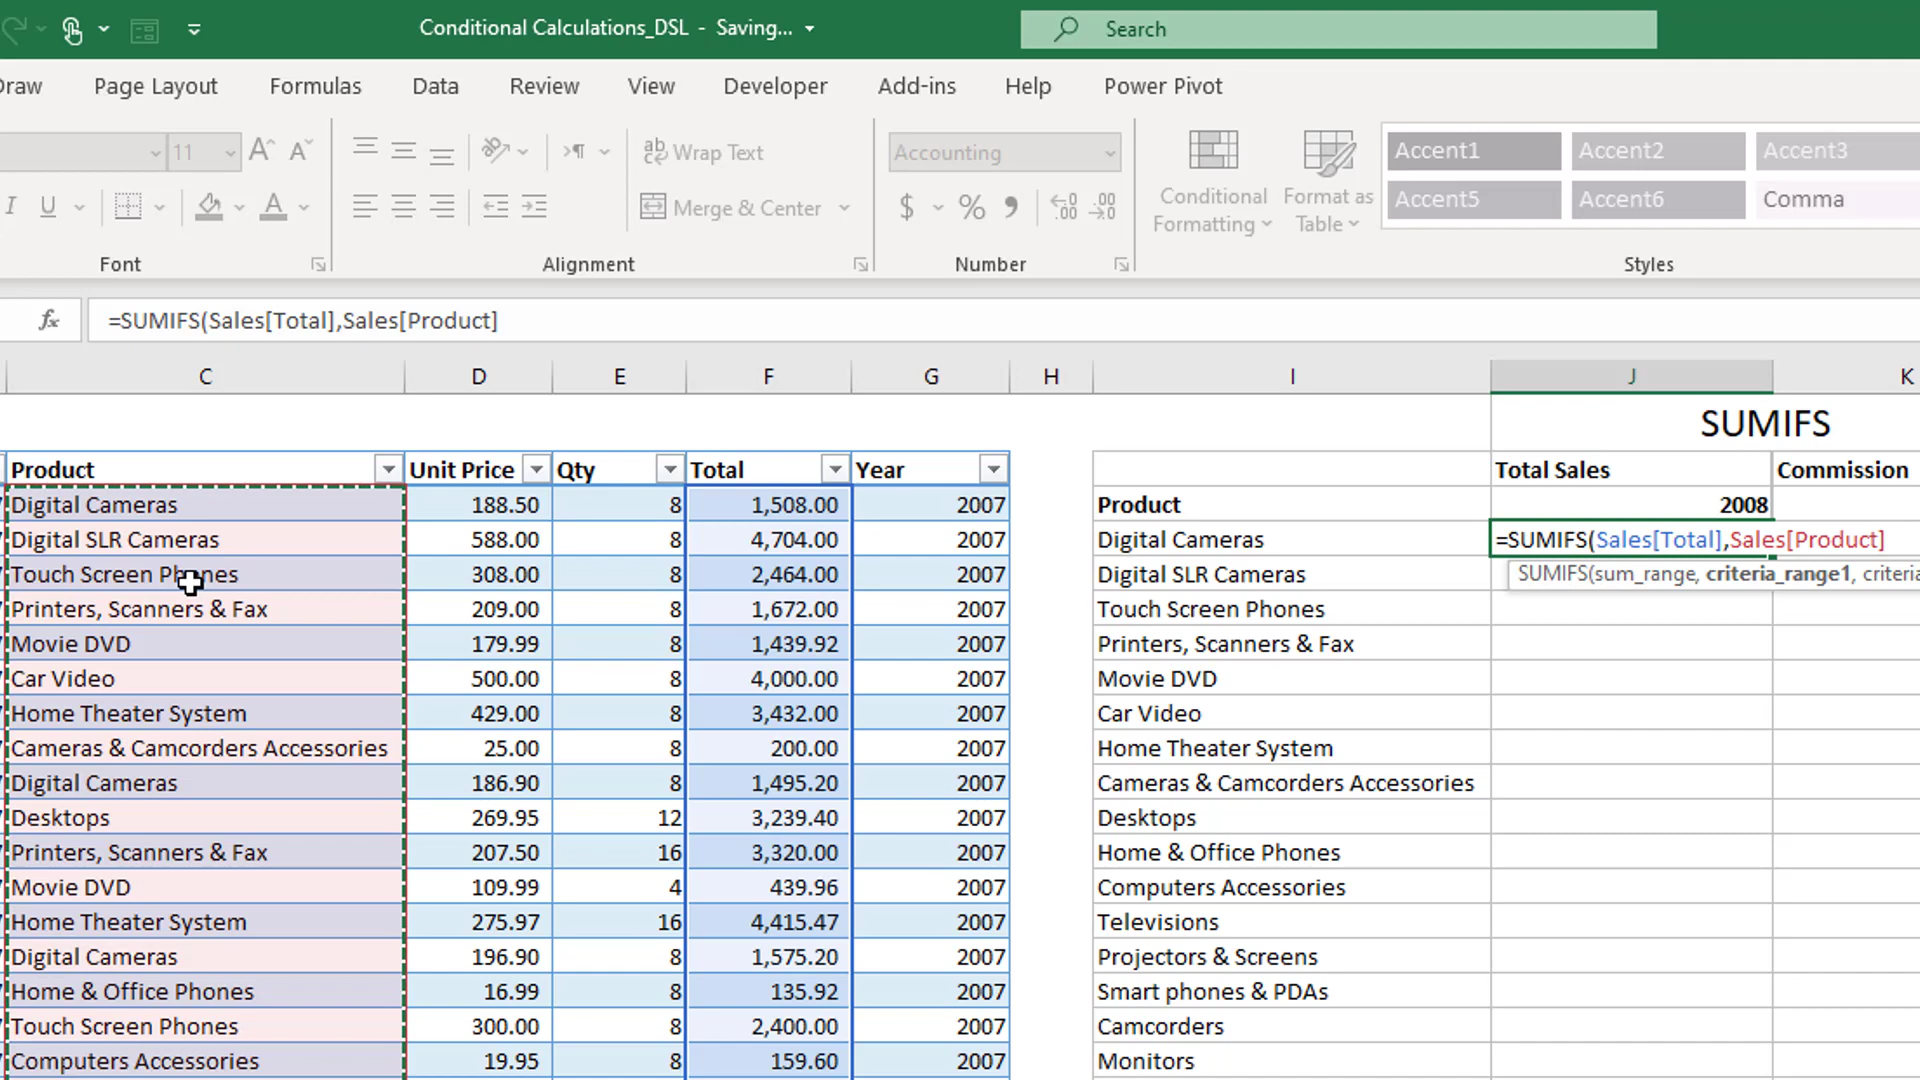 Conditional Calculations_DSL - Saving...
Search
Draw Page Layout Formulas Data Review View Developer Add-ins Help Power Pivot
11 A A Wrap Text Accounting Conditional Formatting Format as Table Accent1 Accent2 Accent3
I U A Merge & Center $ % , .00 Accent5 Accent6 Comma
Font Alignment Number Styles
fx =SUMIFS(Sales[Total],Sales[Product]
C D E F G H I J K
SUMIFS
Product Unit Price Qty Total Year Total Sales Commission
Digital Cameras 188.50 8 1,508.00 2007 Product 2008
Digital SLR Cameras 588.00 8 4,704.00 2007 Digital Cameras =SUMIFS(Sales[Total],Sales[Product]
Touch Screen Phones 308.00 8 2,464.00 2007 Digital SLR Cameras SUMIFS(sum_range, criteria_range1, criteria
Printers, Scanners & Fax 209.00 8 1,672.00 2007 Touch Screen Phones
Movie DVD 179.99 8 1,439.92 2007 Printers, Scanners & Fax
Car Video 500.00 8 4,000.00 2007 Movie DVD
Home Theater System 429.00 8 3,432.00 2007 Car Video
Cameras & Camcorders Accessories 25.00 8 200.00 2007 Home Theater System
Digital Cameras 186.90 8 1,495.20 2007 Cameras & Camcorders Accessories
Desktops 269.95 12 3,239.40 2007 Desktops
Printers, Scanners & Fax 207.50 16 3,320.00 2007 Home & Office Phones
Movie DVD 109.99 4 439.96 2007 Computers Accessories
Home Theater System 275.97 16 4,415.47 2007 Televisions
Digital Cameras 196.90 8 1,575.20 2007 Projectors & Screens
Home & Office Phones 16.99 8 135.92 2007 Smart phones & PDAs
Touch Screen Phones 300.00 8 2,400.00 2007 Camcorders
Computers Accessories 19.95 8 159.60 2007 Monitors